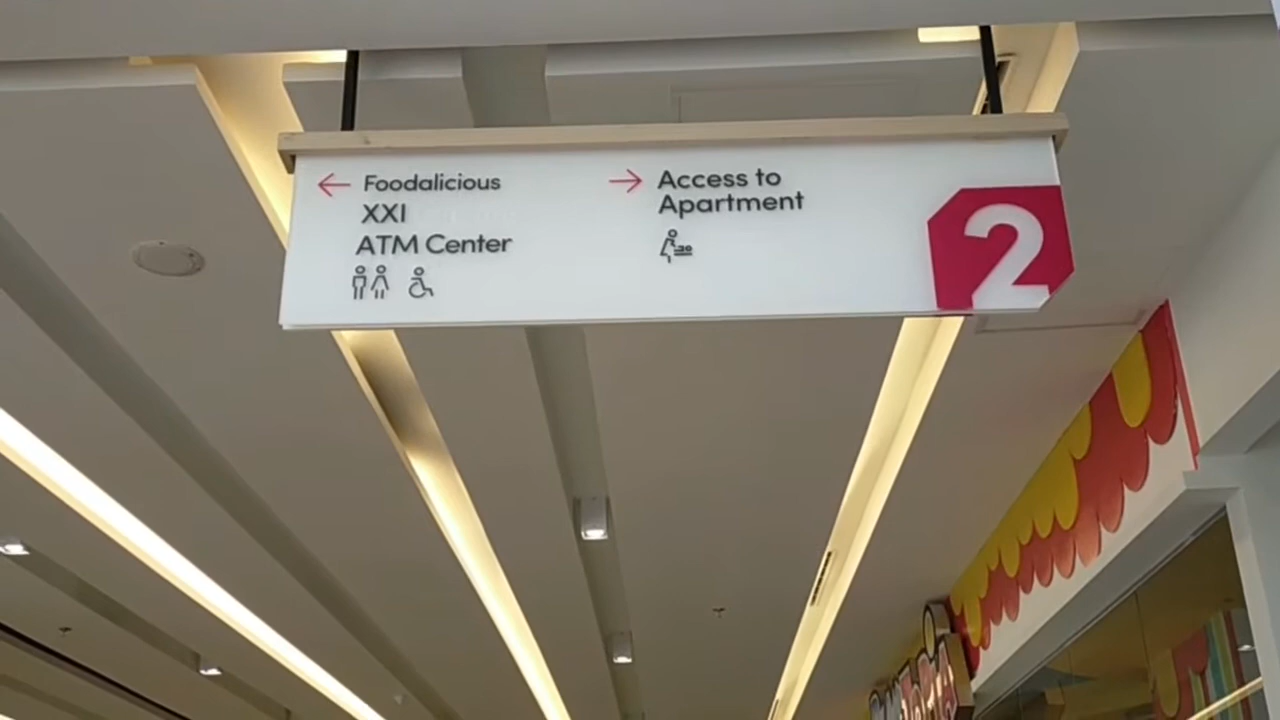 Foodalicious
XXI
ATM Center
Access to
Apartment
2